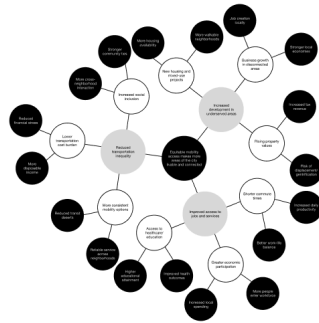 Job creation
locally
More walkable
neighborhoods
Stronger
local
economies
More housing
availability
Stronger
community ties
New housing and
mixed-use
projects
Business growth
in disconnected
areas
More cross-
neighborhood
interaction
Increased social
inclusion
Increased
development in
underserved areas
Increased tax
revenue
Reduced
financial stress
Lower
transportation
cost burden
Reduced
transportation
inequality
Equitable mobility
access makes more
areas of the city
livable and connected
Rising property
values
More
disposable
income
Risk of
displacement/
gentrification
Shorter commute
times
More consistent
mobility options
Reduced transit
deserts
Improved access to
jobs and services
Increased daily
productivity
Access to
healthcare/
education
Better work-life
balance
Reliable service
across
neighborhoods
Higher
educational
attainment
Improved health
outcomes
Greater economic
participation
More people
enter workforce
Increased local
spending